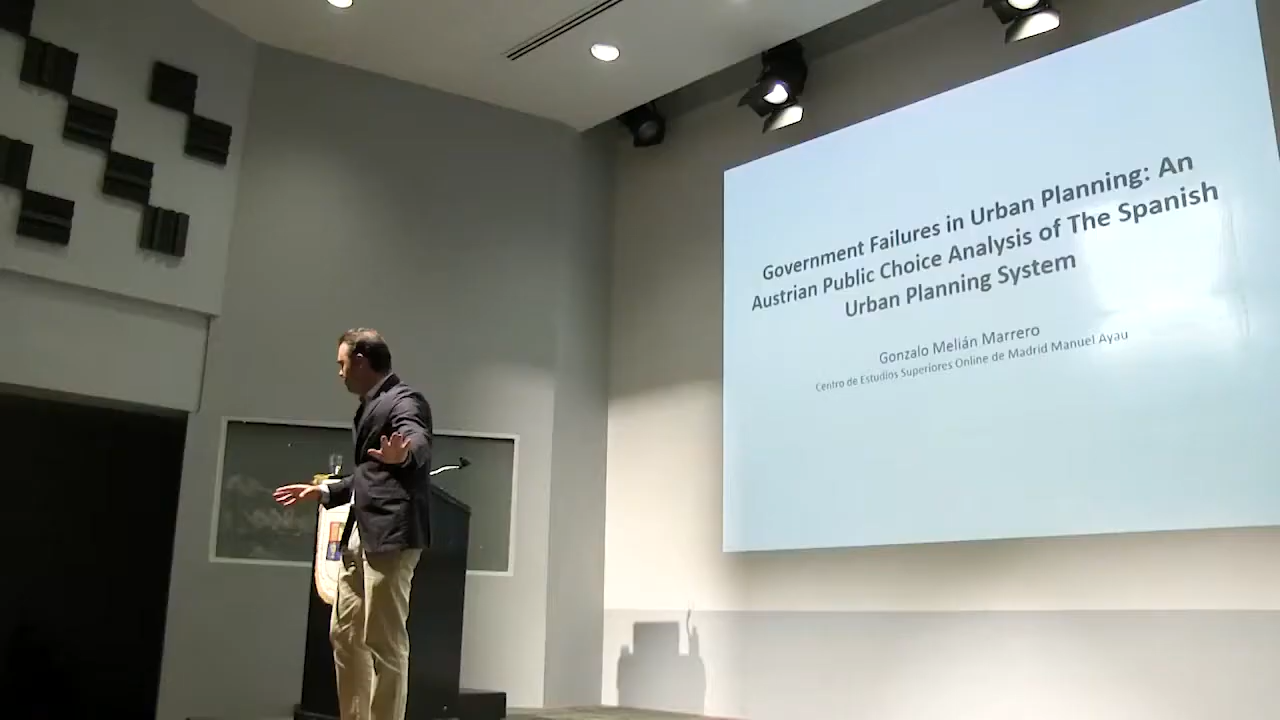 Government Failures in Urban Planning: An
Austrian Public Choice Analysis of The Spanish
Urban Planning System
Gonzalo Melián Marrero
Centro de Estudios Superiores Online de Madrid Manuel Ayau